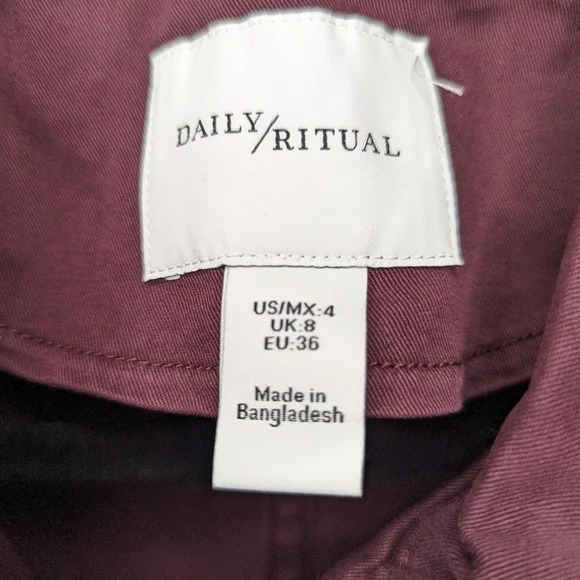 DAILY/RITUAL
US/MX:4
UK:8
EU:36
Made in
Bangladesh